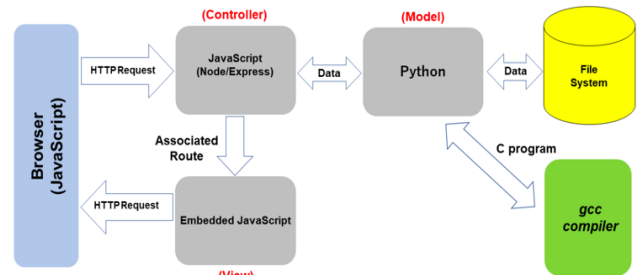 (Controller)
(Model)
Browser
(JavaScript)
HTTPRequest
JavaScript
(Node/Express)
Data
Python
Data
File
System
Associated
Route
C program
HTTPRequest
Embedded JavaScript
gcc
compiler
(View)